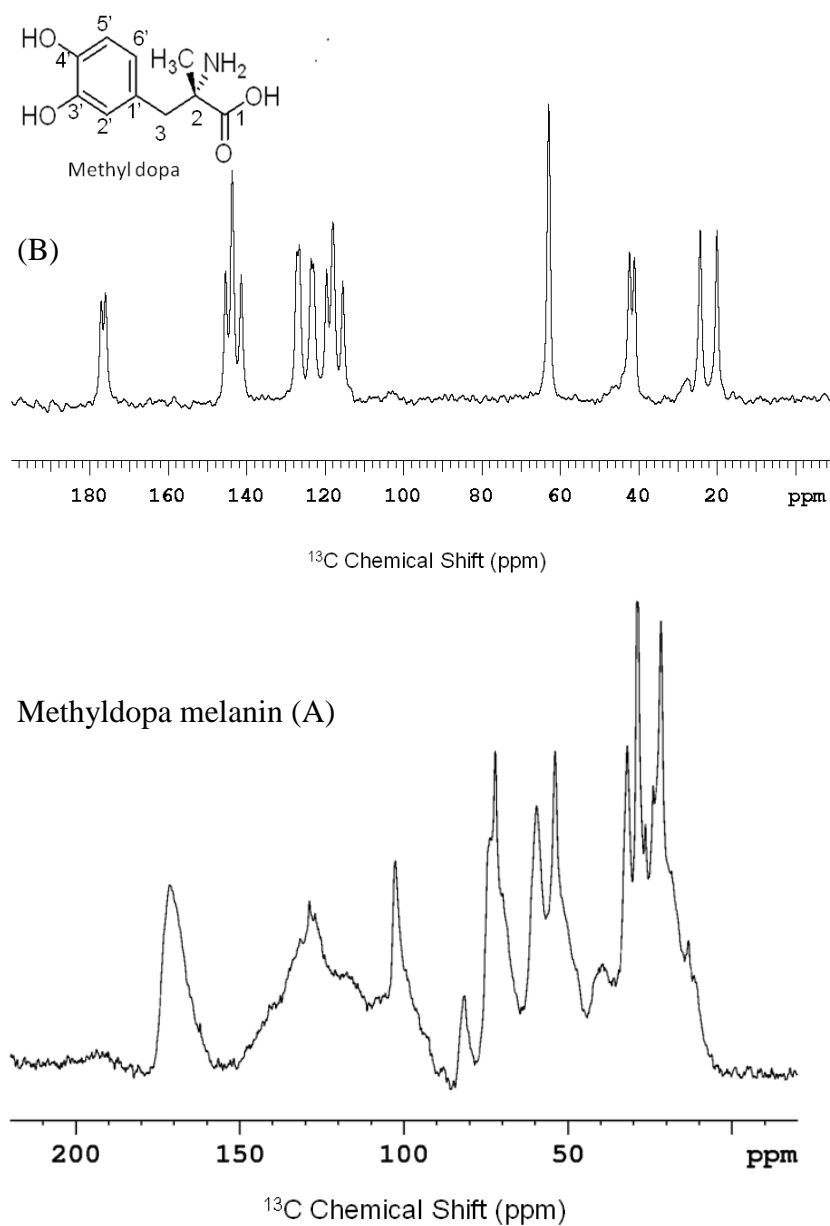 HO
5'
4'
6'
H₃C
NH₂
OH
HO
3'
1'
2
1
2'
3
O
Methyl dopa
(B)
180 160 140 120 100 80 60 40 20 ppm
¹³C Chemical Shift (ppm)
Methyldopa melanin (A)
200 150 100 50 ppm
¹³C Chemical Shift (ppm)